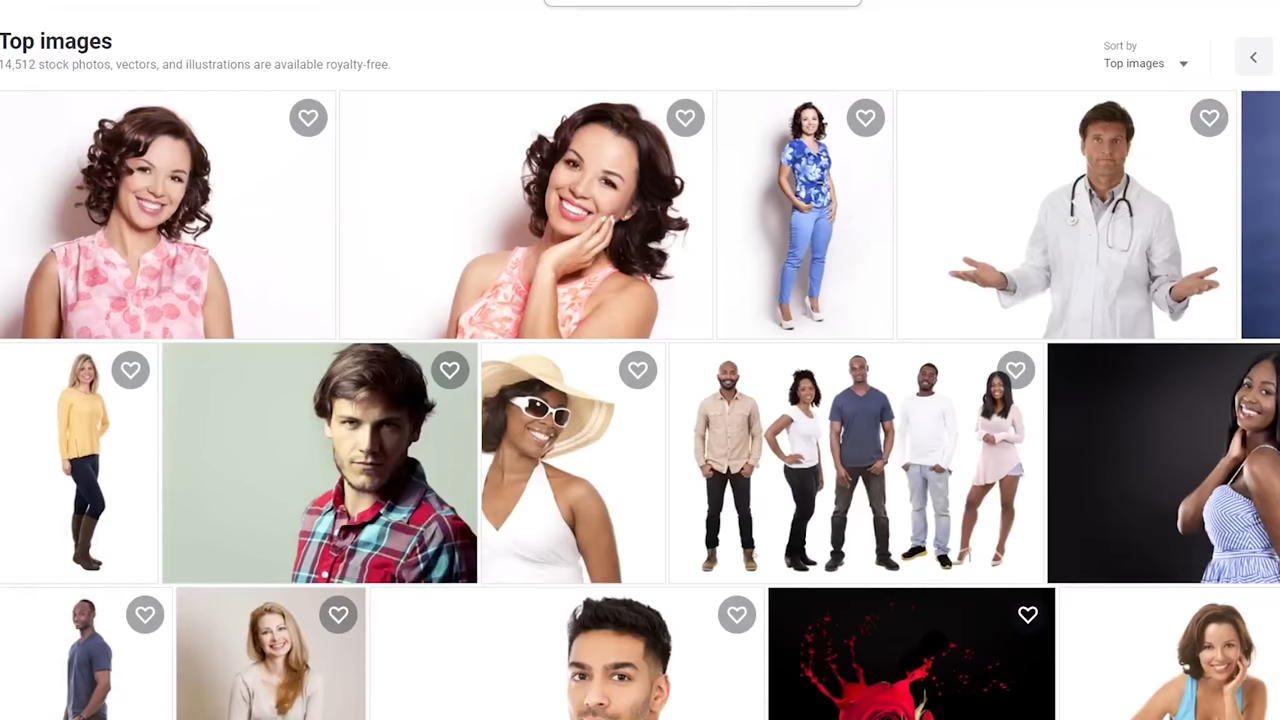 Top images
14,512 stock photos, vectors, and illustrations are available royalty-free.
Sort by
Top images